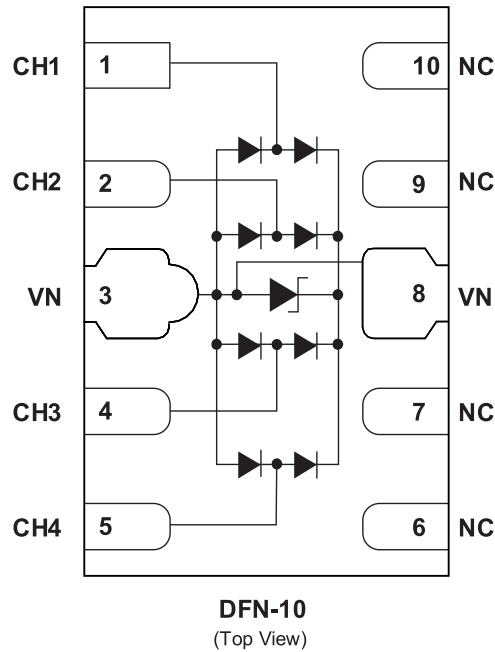 CH1 1 10 NC
CH2 2 9 NC
VN 3 8 VN
CH3 4 7 NC
CH4 5 6 NC
DFN-10
(Top View)